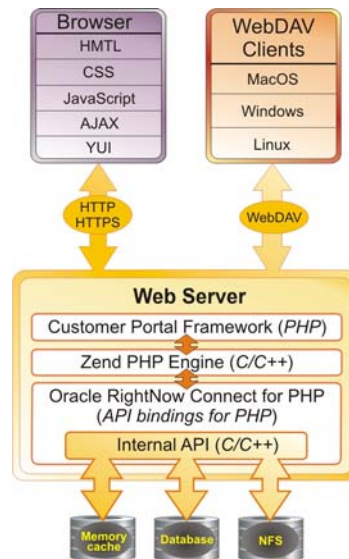 Browser
HMTL
CSS
JavaScript
AJAX
YUI
WebDAV
Clients
MacOS
Windows
Linux
HTTP
HTTPS
WebDAV
Web Server
Customer Portal Framework (PHP)
Zend PHP Engine (C/C++)
Oracle RightNow Connect for PHP
(API bindings for PHP)
Internal API (C/C++)
Memory
cache
Database
NFS